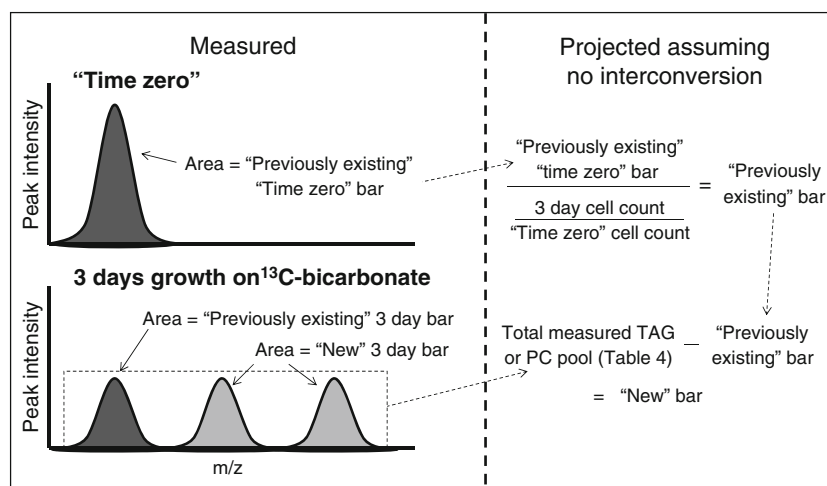 Measured
"Time zero"
Peak intensity
Area = "Previously existing"
"Time zero" bar
3 days growth on ¹³C-bicarbonate
Peak intensity
Area = "Previously existing" 3 day bar
Area = "New" 3 day bar
m/z
Projected assuming
no interconversion
"Previously existing"
"time zero" bar
3 day cell count
"Time zero" cell count
=
"Previously
existing" bar
Total measured TAG
or PC pool (Table 4)
–
"Previously
existing" bar
= "New" bar